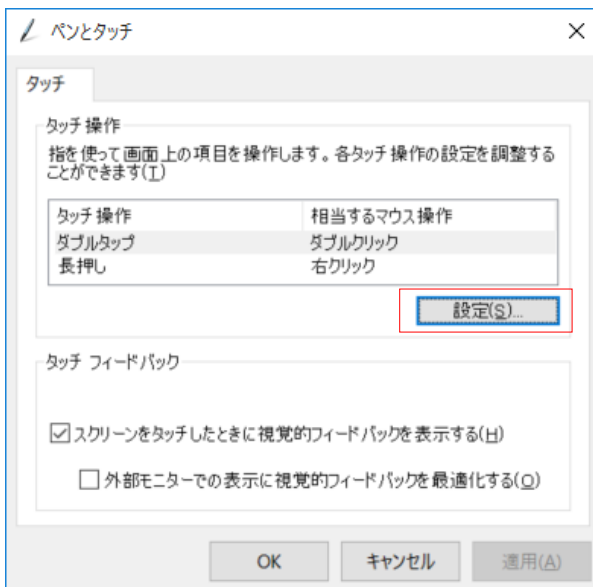 ペンとタッチ
タッチ
タッチ操作
指を使って画面上の項目を操作します。各タッチ操作の設定を調整する
ことができます(T)
タッチ操作 相当するマウス操作
ダブルタップ ダブルクリック
長押し 右クリック
設定(S)...
タッチ フィードバック
スクリーンをタッチしたときに視覚的フィードバックを表示する(H)
外部モニターでの表示に視覚的フィードバックを最適化する(O)
OK キャンセル 適用(A)